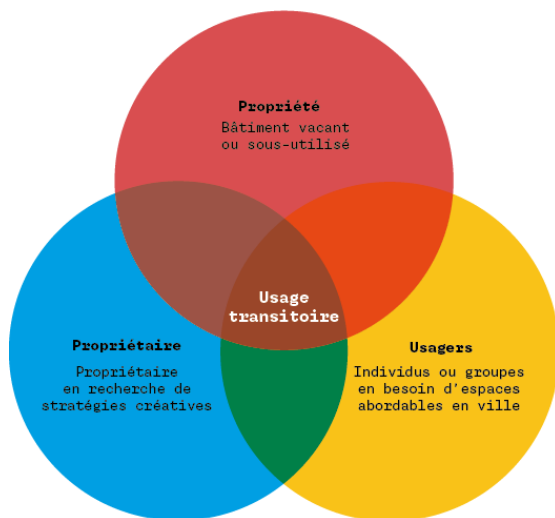 Propriété
Bâtiment vacant
ou sous-utilisé
Usage
transitoire
Propriétaire
Propriétaire
en recherche de
stratégies créatives
Usagers
Individus ou groupes
en besoin d'espaces
abordables en ville